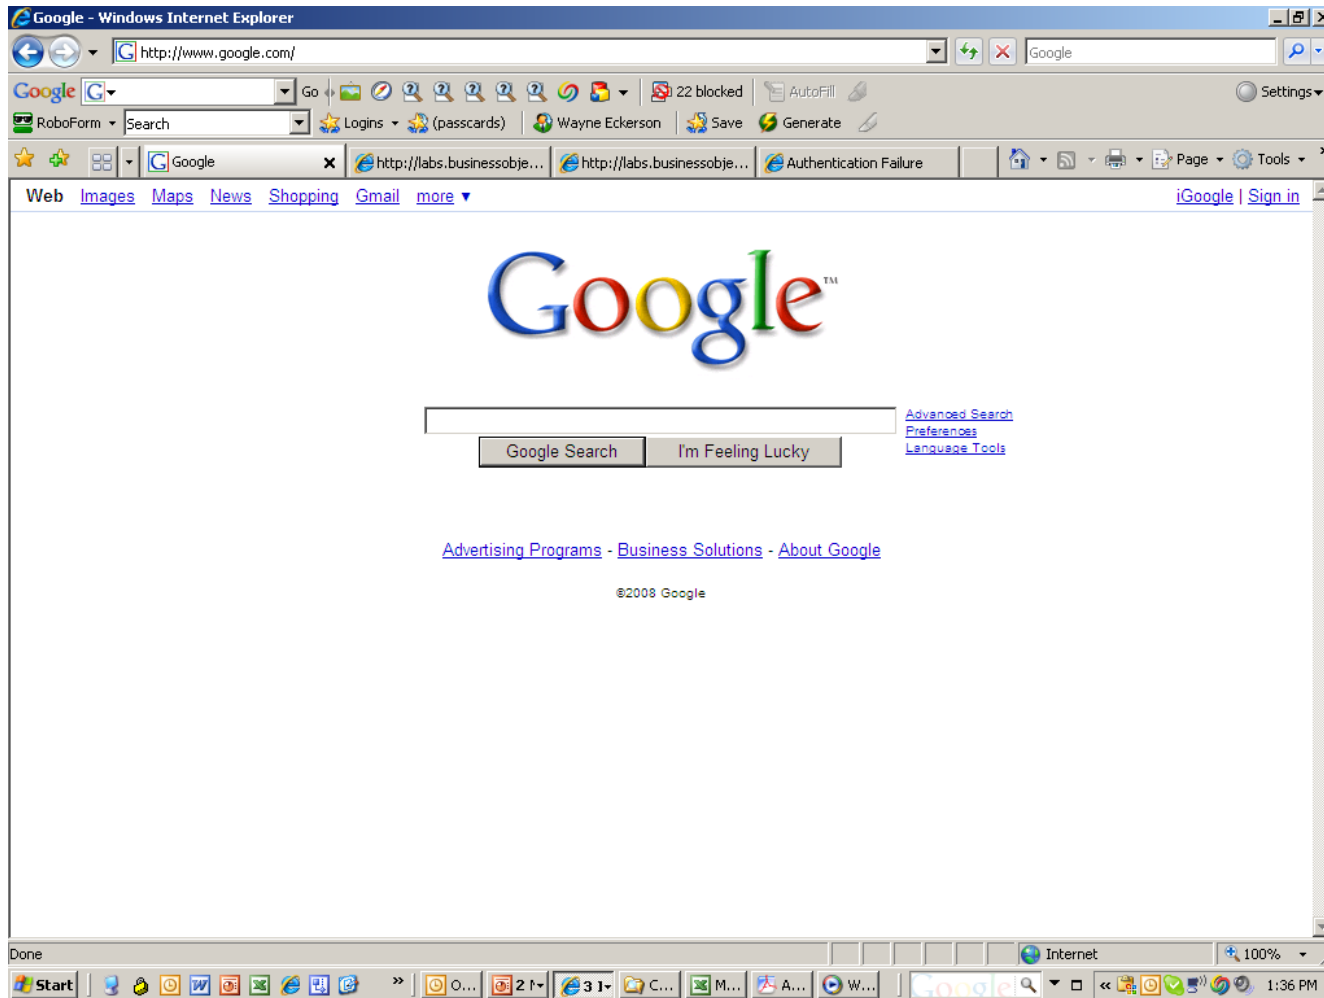 Google - Windows Internet Explorer
http://www.google.com/
Google
Google
Go
22 blocked
AutoFill
Settings
RoboForm
Search
Logins
(passcards)
Wayne Eckerson
Save
Generate
Google
http://labs.businessobje...
http://labs.businessobje...
Authentication Failure
Page
Tools
Web Images Maps News Shopping Gmail more
iGoogle | Sign in
Google™
Advanced Search
Preferences
Language Tools
Google Search
I'm Feeling Lucky
Advertising Programs - Business Solutions - About Google
©2008 Google
Done
Internet
100%
Start
O...
2
3
C...
M...
A...
W...
Google
1:36 PM